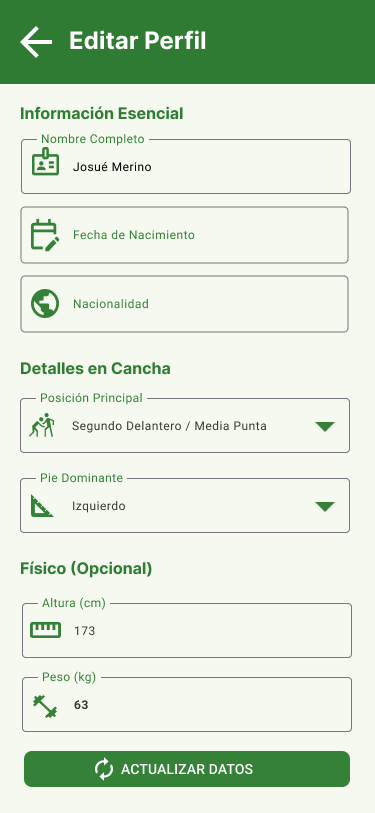 Editar Perfil
Información Esencial
Nombre Completo
Josué Merino
Fecha de Nacimiento
Nacionalidad
Detalles en Cancha
Posición Principal
Segundo Delantero / Media Punta
Pie Dominante
Izquierdo
Físico (Opcional)
Altura (cm)
173
Peso (kg)
63
ACTUALIZAR DATOS